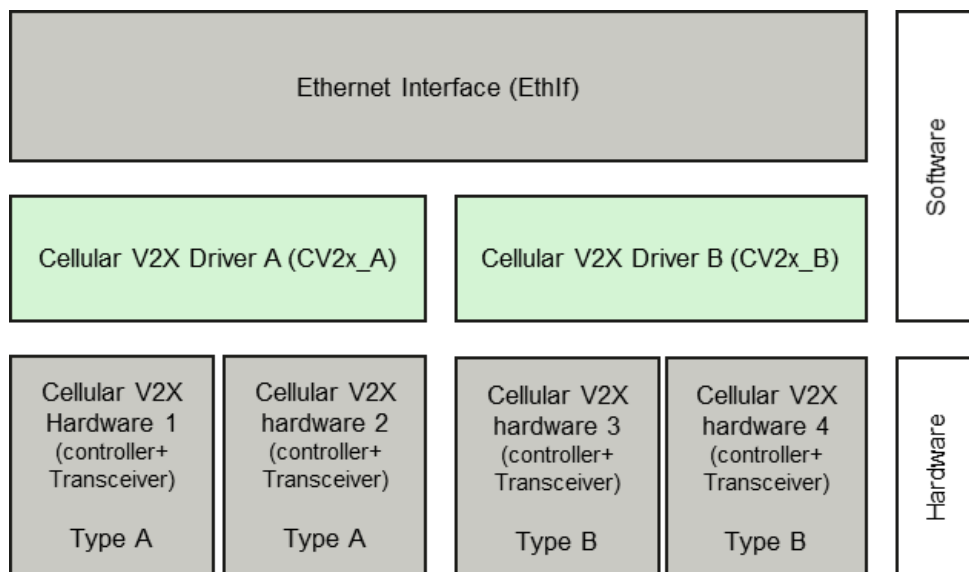 Ethernet Interface (EthIf)
Software
Cellular V2X Driver A (CV2x_A)
Cellular V2X Driver B (CV2x_B)
Cellular V2X
Hardware 1
(controller+
Transceiver)
Type A
Cellular V2X
hardware 2
(controller+
Transceiver)
Type A
Cellular V2X
hardware 3
(controller+
Transceiver)
Type B
Cellular V2X
hardware 4
(controller+
Transceiver)
Type B
Hardware